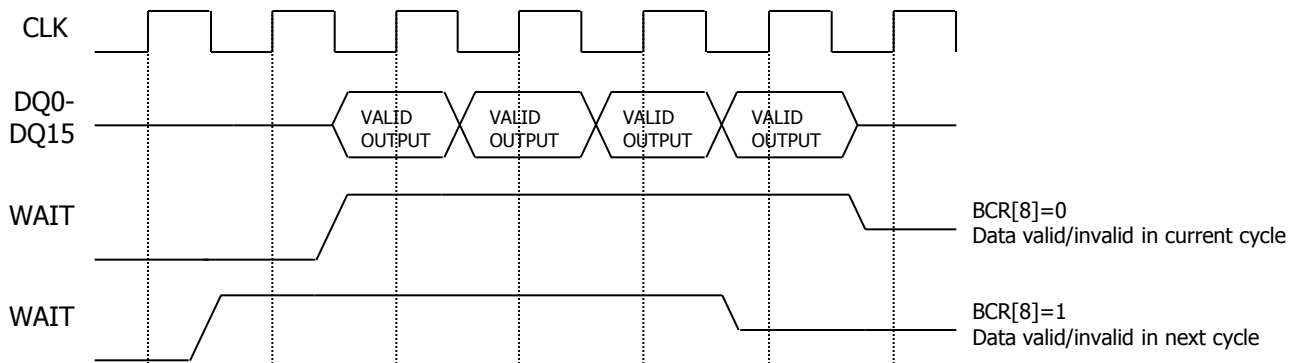 CLK
DQ0-
DQ15
VALID
OUTPUT
VALID
OUTPUT
VALID
OUTPUT
VALID
OUTPUT
WAIT
BCR[8]=0
Data valid/invalid in current cycle
WAIT
BCR[8]=1
Data valid/invalid in next cycle